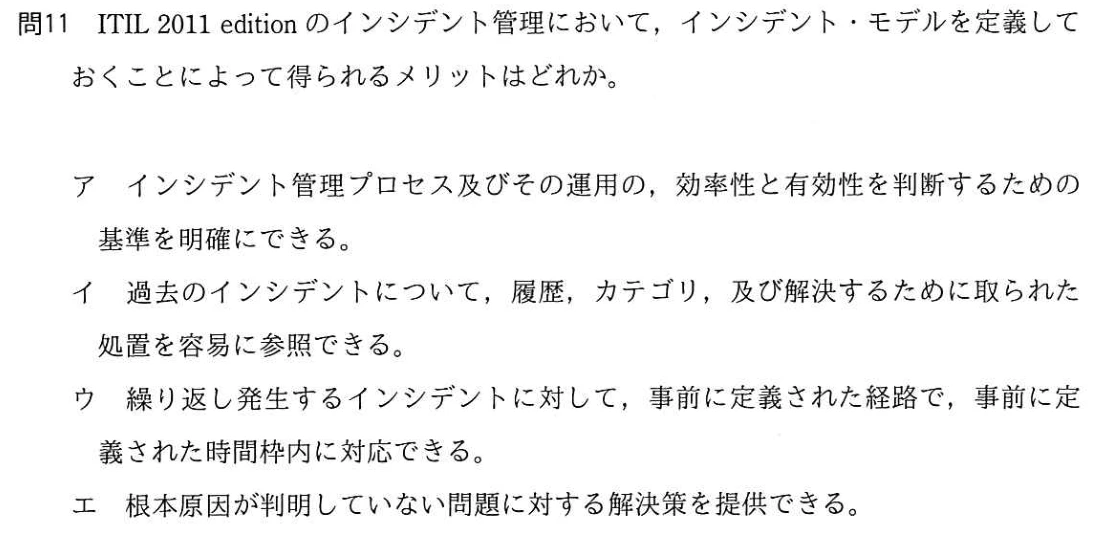 問11　ITIL 2011 edition のインシデント管理において，インシデント・モデルを定義して
おくことによって得られるメリットはどれか。
ア　インシデント管理プロセス及びその運用の，効率性と有効性を判断するための
基準を明確にできる。
イ　過去のインシデントについて，履歴，カテゴリ，及び解決するために取られた
処置を容易に参照できる。
ウ　繰り返し発生するインシデントに対して，事前に定義された経路で，事前に定
義された時間枠内に対応できる。
エ　根本原因が判明していない問題に対する解決策を提供できる。